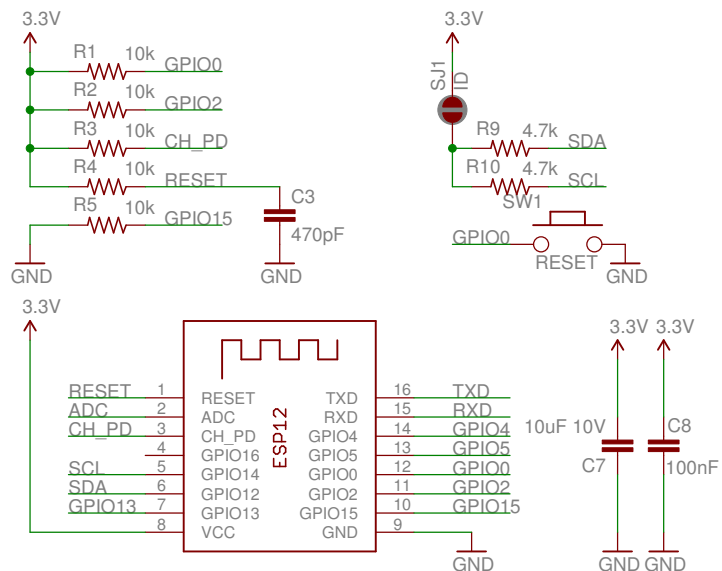 3.3V
R1 10k GPIO0
R2 10k GPIO2
R3 10k CH_PD
R4 10k RESET
R5 10k GPIO15
C3
470pF
GND
GND
3.3V
SJ1
ID
R9 4.7k SDA
R10 4.7k SCL
SW1
GPIO0
RESET
GND
3.3V
RESET 1 RESET TXD 16 TXD
ADC 2 ADC RXD 15 RXD
CH_PD 3 CH_PD GPIO4 14 GPIO4
4 GPIO16 GPIO5 13 GPIO5
SCL 5 GPIO14 GPIO0 12 GPIO0
SDA 6 GPIO12 GPIO2 11 GPIO2
GPIO13 7 GPIO13 GPIO15 10 GPIO15
8 VCC GND 9
ESP12
GND
3.3V 3.3V
10uF 10V C8
C7 100nF
GND GND